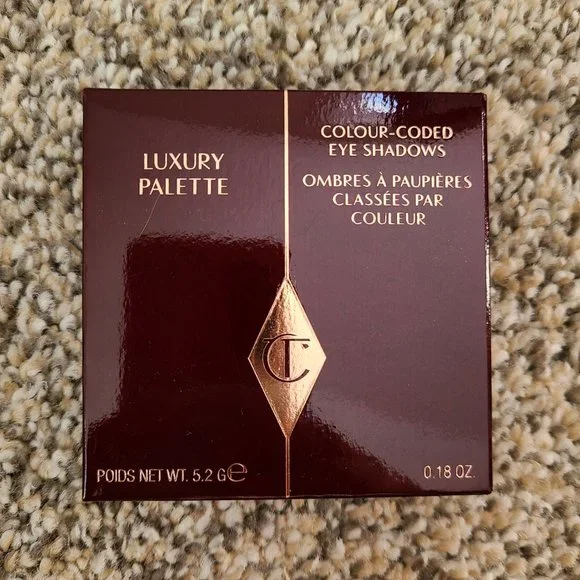 LUXURY
PALETTE
COLOUR-CODED
EYE SHADOWS
OMBRES À PAUPIÈRES
CLASSÉES PAR
COULEUR
CT
POIDS NET WT. 5.2 G℮
0.18 OZ.